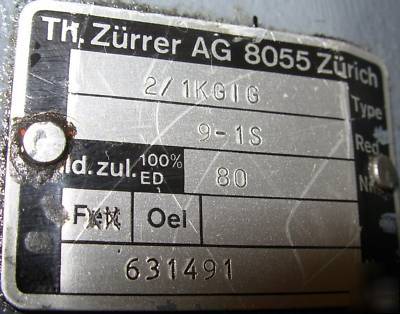 Th. Zürrer AG 8055 Zürich
2/1KGIG Type
9-1S Red.
Md.zul. 100% ED 80 Nm
Fett Oel
631491